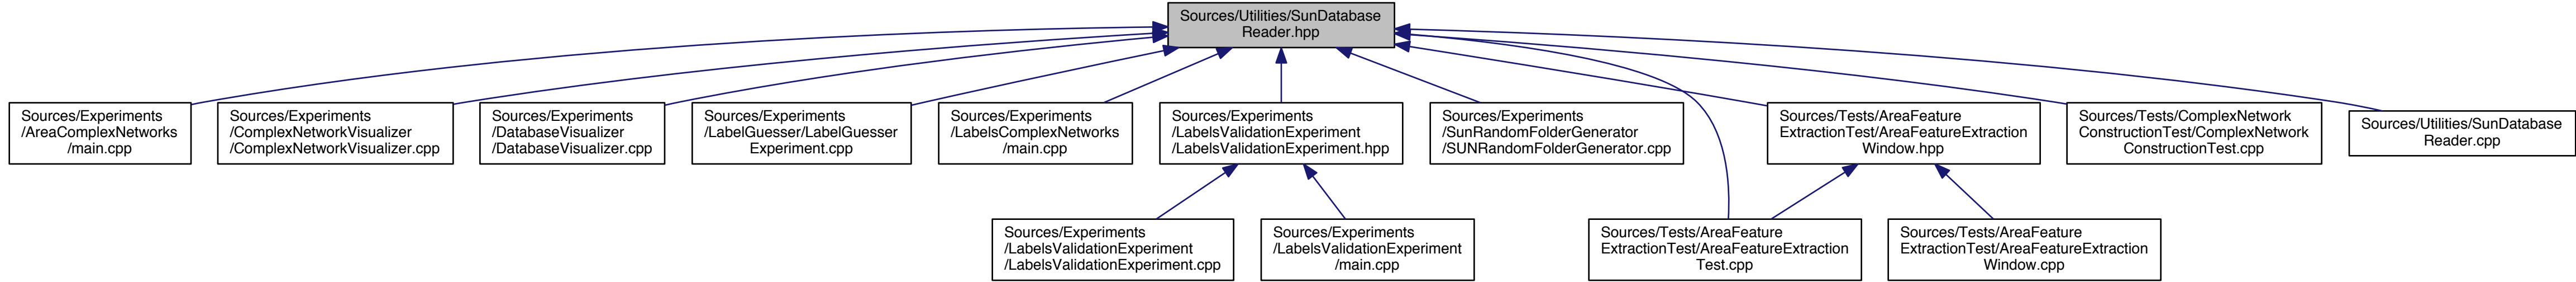 Sources/Utilities/SunDatabase
Reader.hpp
Sources/Experiments
/AreaComplexNetworks
/main.cpp
Sources/Experiments
/ComplexNetworkVisualizer
/ComplexNetworkVisualizer.cpp
Sources/Experiments
/DatabaseVisualizer
/DatabaseVisualizer.cpp
Sources/Experiments
/LabelGuesser/LabelGuesser
Experiment.cpp
Sources/Experiments
/LabelsComplexNetworks
/main.cpp
Sources/Experiments
/LabelsValidationExperiment
/LabelsValidationExperiment.hpp
Sources/Experiments
/SunRandomFolderGenerator
/SUNRandomFolderGenerator.cpp
Sources/Tests/AreaFeature
ExtractionTest/AreaFeatureExtraction
Window.hpp
Sources/Tests/ComplexNetwork
ConstructionTest/ComplexNetwork
ConstructionTest.cpp
Sources/Utilities/SunDatabase
Reader.cpp
Sources/Experiments
/LabelsValidationExperiment
/LabelsValidationExperiment.cpp
Sources/Experiments
/LabelsValidationExperiment
/main.cpp
Sources/Tests/AreaFeature
ExtractionTest/AreaFeatureExtraction
Test.cpp
Sources/Tests/AreaFeature
ExtractionTest/AreaFeatureExtraction
Window.cpp